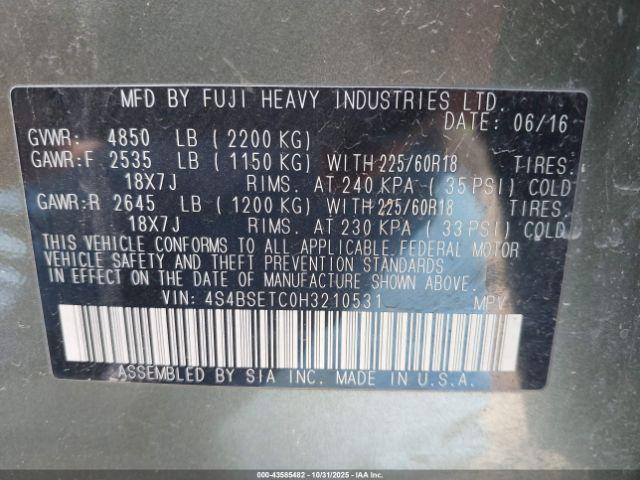 MFD BY FUJI HEAVY INDUSTRIES LTD.
DATE: 06/16
GVWR: 4850 LB (2200 KG)
GAWR:F 2535 LB (1150 KG) WITH 225/60R18 TIRES.
18X7J RIMS. AT 240 KPA (35 PSI) COLD
GAWR:R 2645 LB (1200 KG) WITH 225/60R18 TIRES.
18X7J RIMS. AT 230 KPA (33 PSI) COLD.
THIS VEHICLE CONFORMS TO ALL APPLICABLE FEDERAL MOTOR
VEHICLE SAFETY AND THEFT PREVENTION STANDARDS
IN EFFECT ON THE DATE OF MANUFACTURE SHOWN ABOVE.
VIN: 4S4BSETC0H3210531 MPV
ASSEMBLED BY SIA INC. MADE IN U.S.A.
000-43585482 - 10/31/2025 - IAAI.com